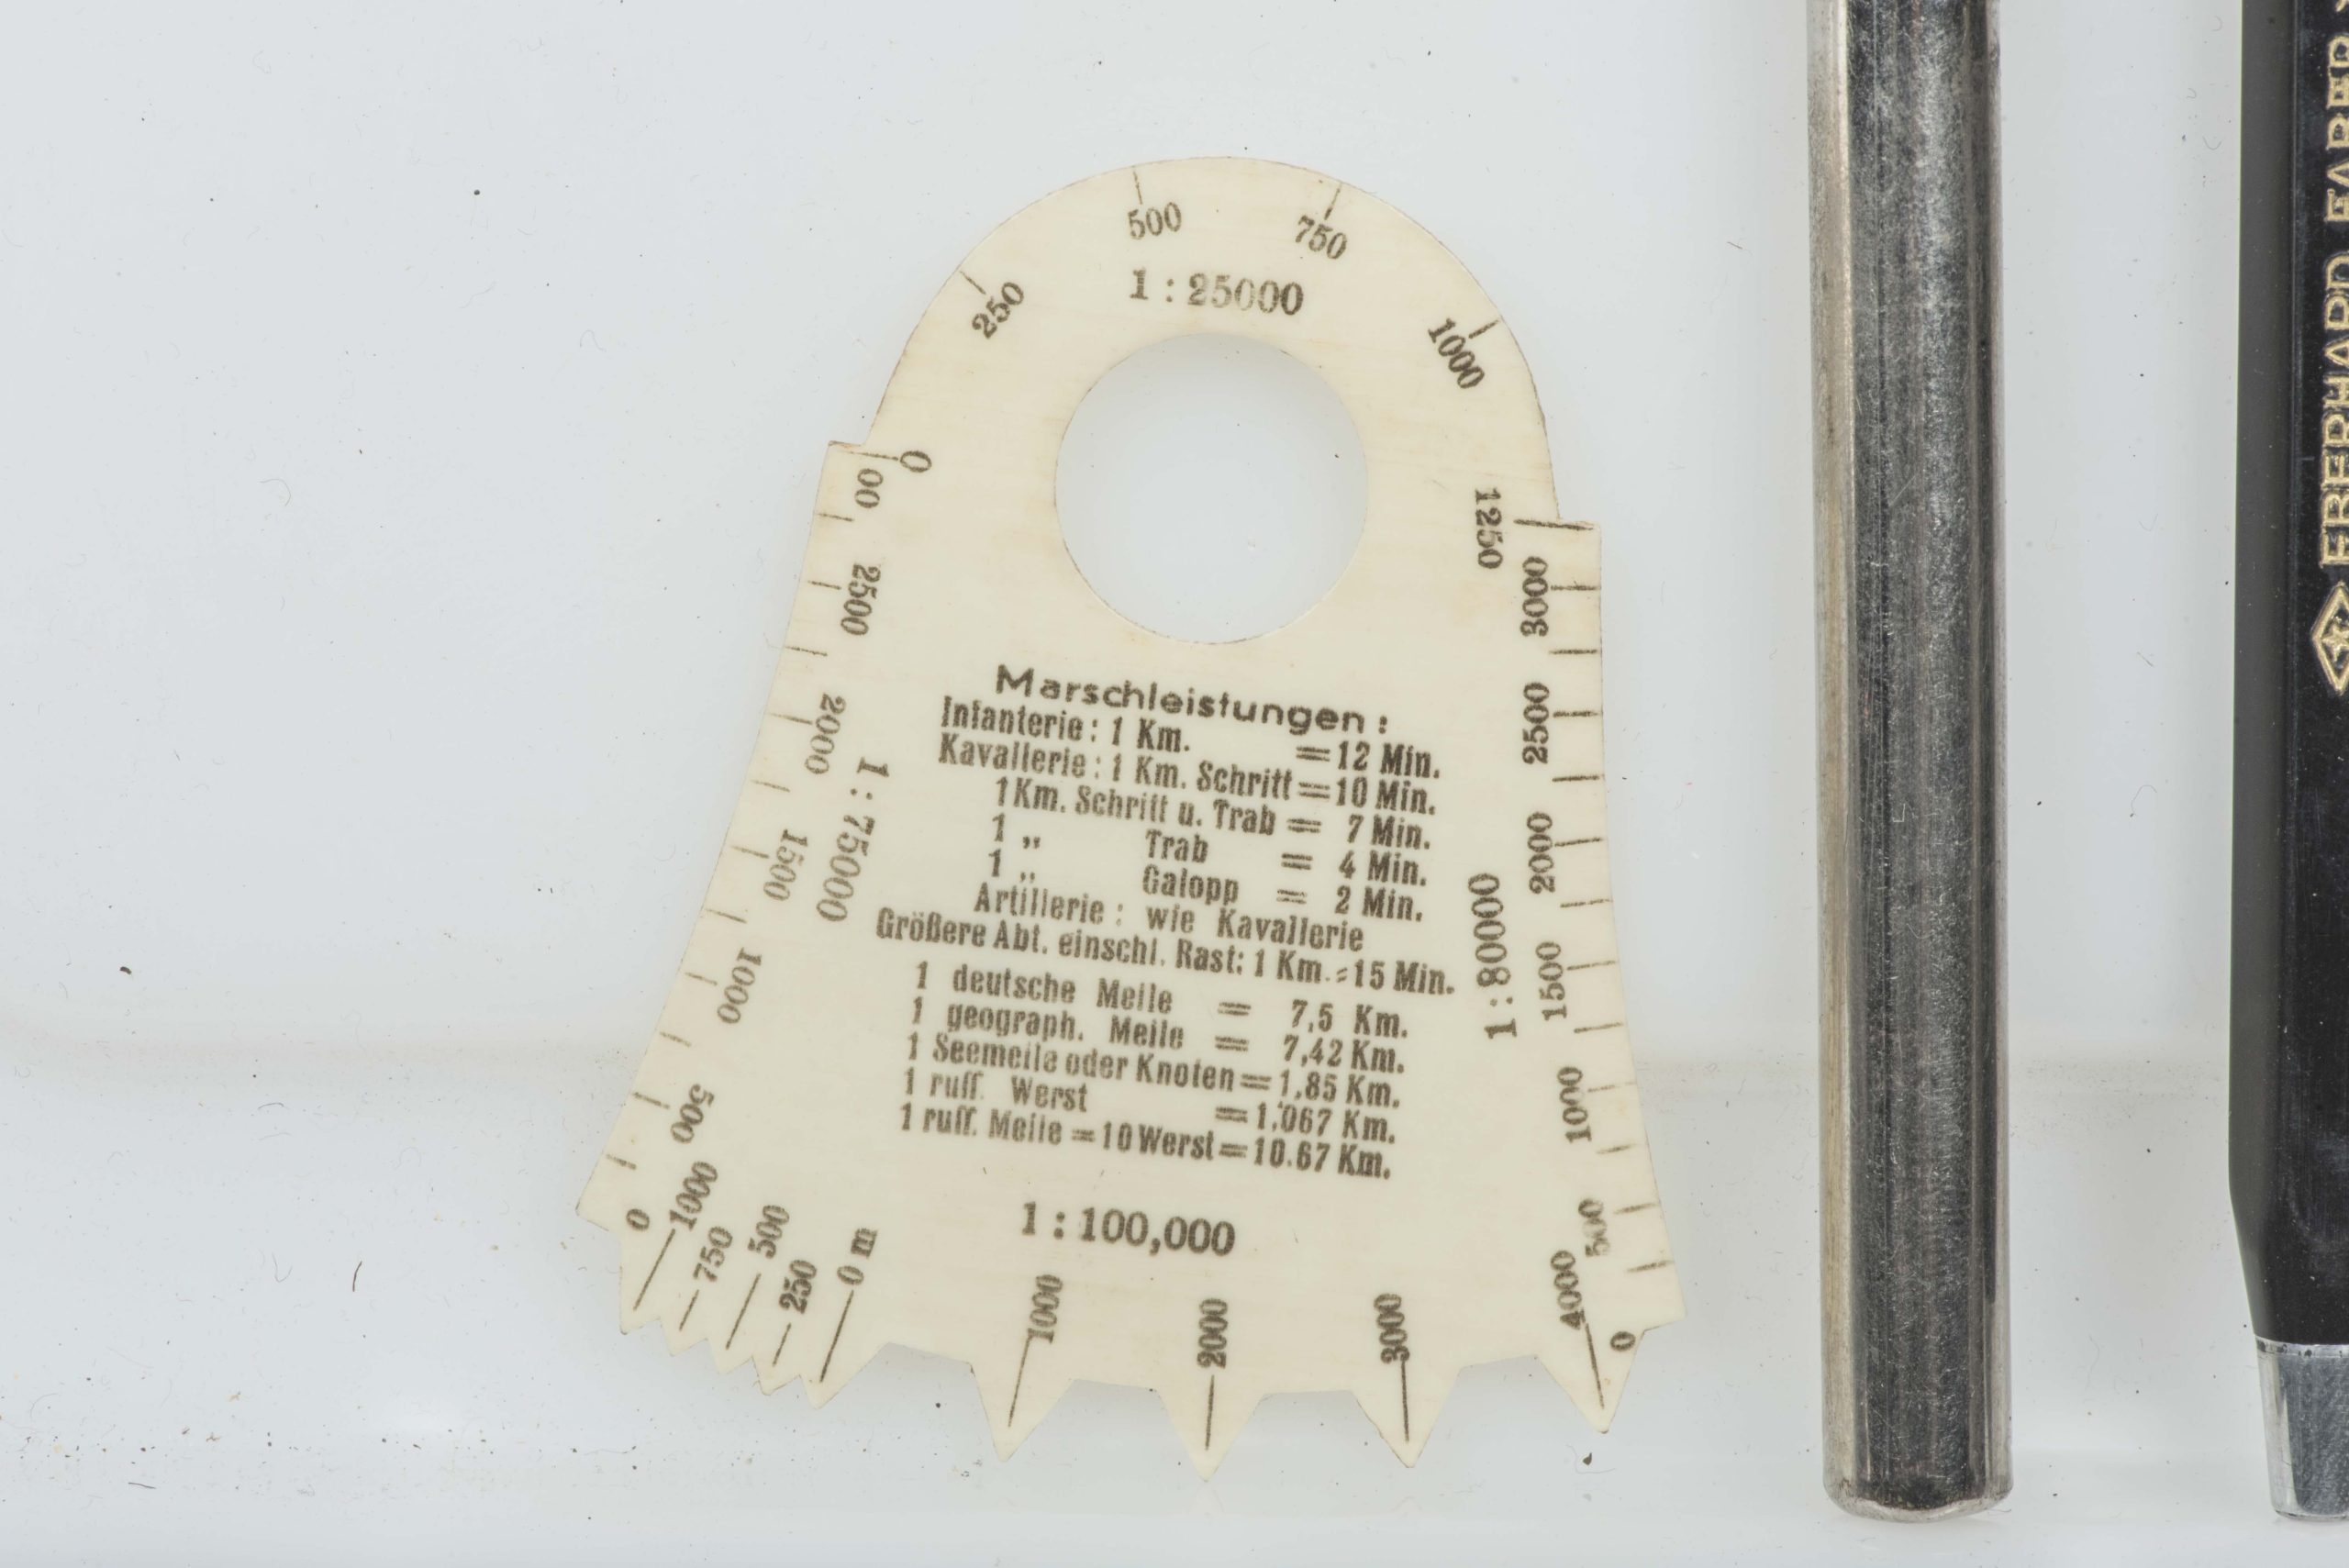 500
750
1 : 25000
250
1000
0
00
1250
3000
2500
2500
2000
2000
1500
1500
1000
1000
500
500
0
0
1 : 75000
1 : 80000
Marschleistungen :
Infanterie : 1 Km. = 12 Min.
Kavallerie : 1 Km. Schritt = 10 Min.
1 Km. Schritt u. Trab = 7 Min.
1 „ Trab = 4 Min.
1 „ Galopp = 2 Min.
Artillerie : wie Kavallerie
Größere Abt. einschl. Rast: 1 Km. = 15 Min.
1 deutsche Meile = 7,5 Km.
1 geograph. Meile = 7,42 Km.
1 Seemeile oder Knoten = 1,85 Km.
1 ruſſ. Werst = 1,067 Km.
1 ruſſ. Meile = 10 Werst = 10.67 Km.
1 : 100,000
1000
750
500
250
0 m
1000
2000
3000
4000
EBERHARD FABER